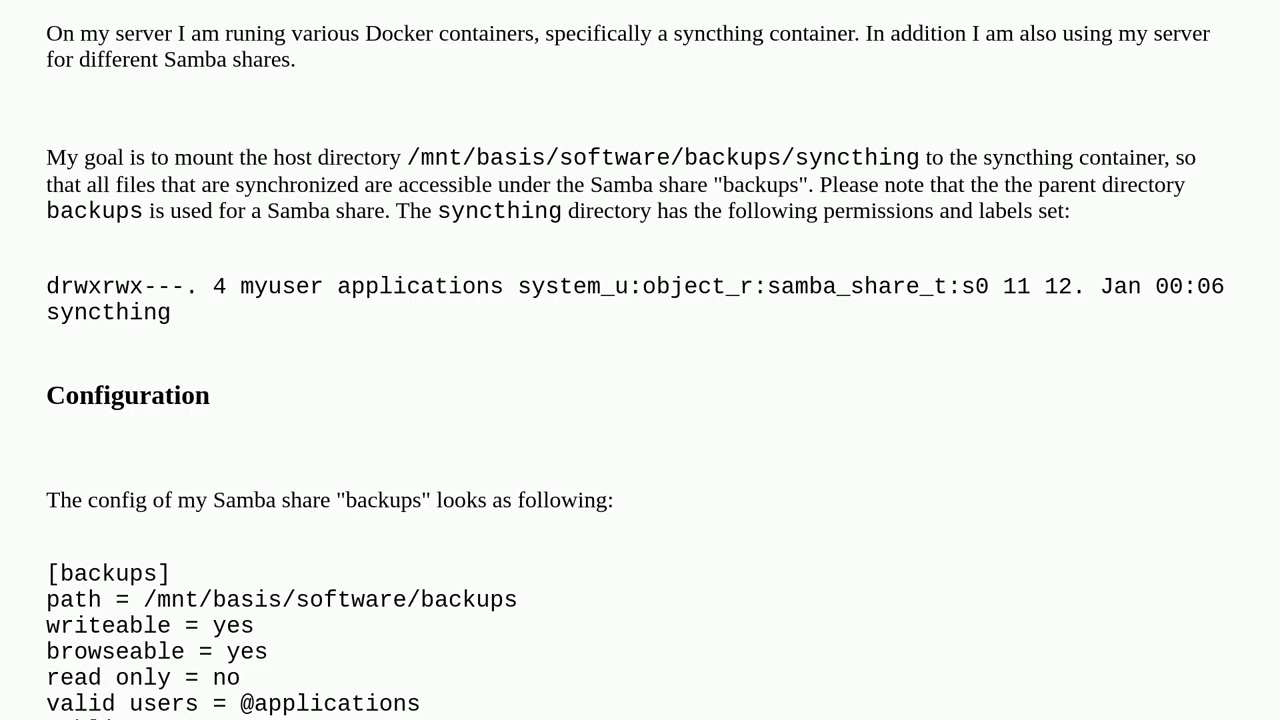 On my server I am runing various Docker containers, specifically a syncthing container. In addition I am also using my server
for different Samba shares.
My goal is to mount the host directory /mnt/basis/software/backups/syncthing to the syncthing container, so
that all files that are synchronized are accessible under the Samba share "backups". Please note that the the parent directory
backups is used for a Samba share. The syncthing directory has the following permissions and labels set:
drwxrwx---. 4 myuser applications system_u:object_r:samba_share_t:s0 11 12. Jan 00:06
syncthing
Configuration
The config of my Samba share "backups" looks as following:
[backups]
path = /mnt/basis/software/backups
writeable = yes
browseable = yes
read only = no
valid users = @applications